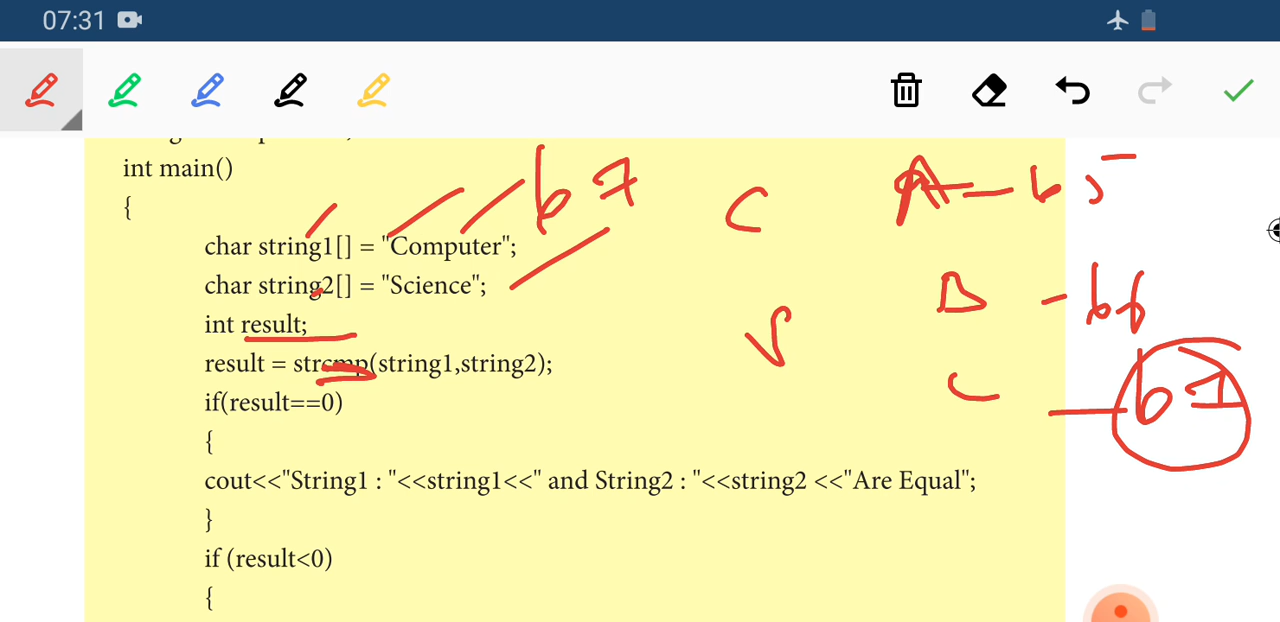 07:31
int main()
{
char string1[] = "Computer";
char string2[] = "Science";
int result;
result = strcmp(string1,string2);
if(result==0)
{
cout<<"String1 : "<<string1<<" and String2 : "<<string2 <<"Are Equal";
}
if (result<0)
{
67
C
S
A - 65
B - 66
C - 67